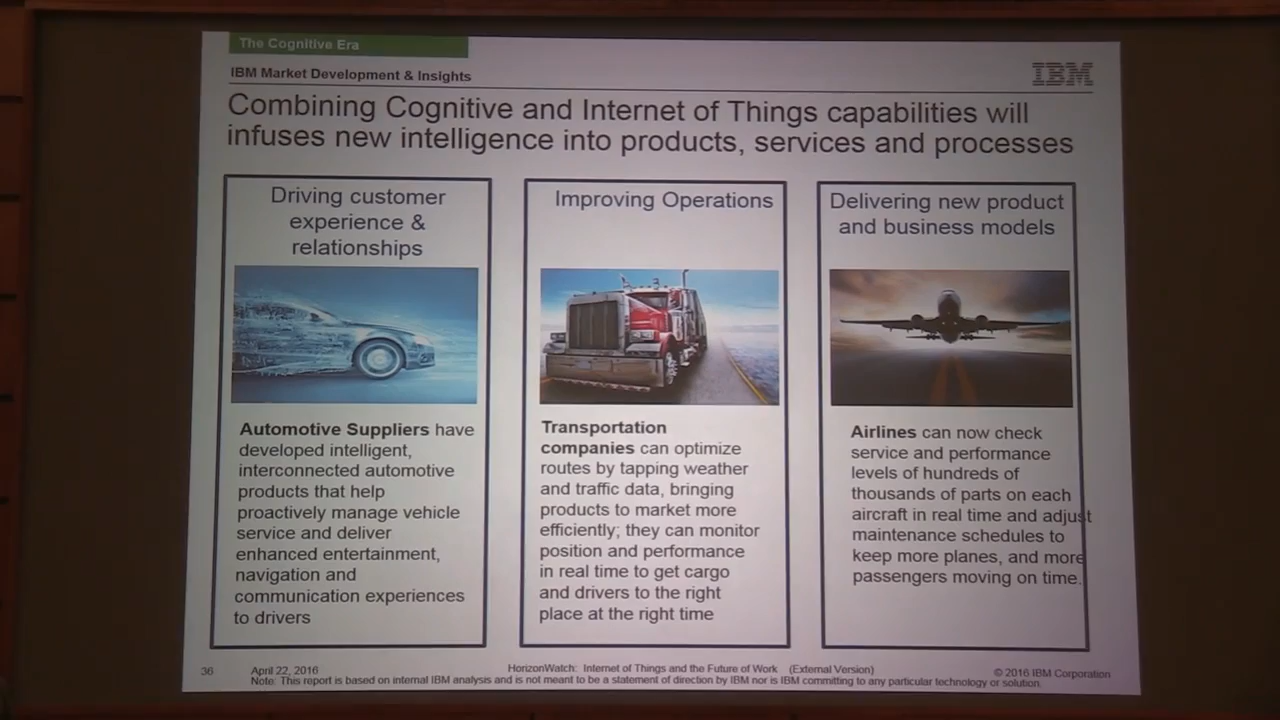 The Cognitive Era
IBM Market Development & Insights
IBM
Combining Cognitive and Internet of Things capabilities will
infuses new intelligence into products, services and processes
Driving customer
experience &
relationships
Automotive Suppliers have
developed intelligent,
interconnected automotive
products that help
proactively manage vehicle
service and deliver
enhanced entertainment,
navigation and
communication experiences
to drivers
Improving Operations
Transportation
companies can optimize
routes by tapping weather
and traffic data, bringing
products to market more
efficiently; they can monitor
position and performance
in real time to get cargo
and drivers to the right
place at the right time
Delivering new product
and business models
Airlines can now check
service and performance
levels of hundreds of
thousands of parts on each
aircraft in real time and adjust
maintenance schedules to
keep more planes, and more
passengers moving on time.
36
April 22, 2016
HorizonWatch: Internet of Things and the Future of Work (External Version)
© 2016 IBM Corporation
Note: This report is based on internal IBM analysis and is not meant to be a statement of direction by IBM nor is IBM committing to any particular technology or solution.